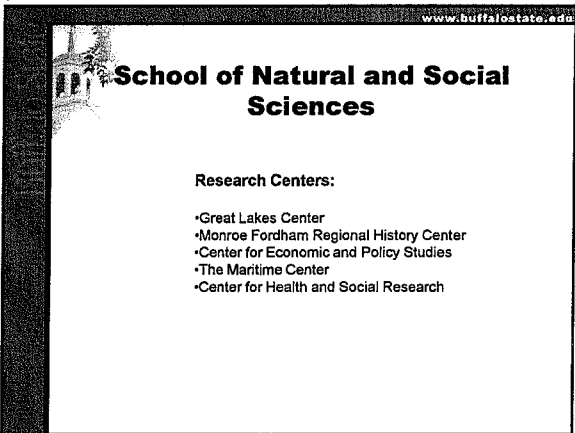 www.buffalostate.edu
School of Natural and Social
Sciences
Research Centers:
•Great Lakes Center
•Monroe Fordham Regional History Center
•Center for Economic and Policy Studies
•The Maritime Center
•Center for Health and Social Research